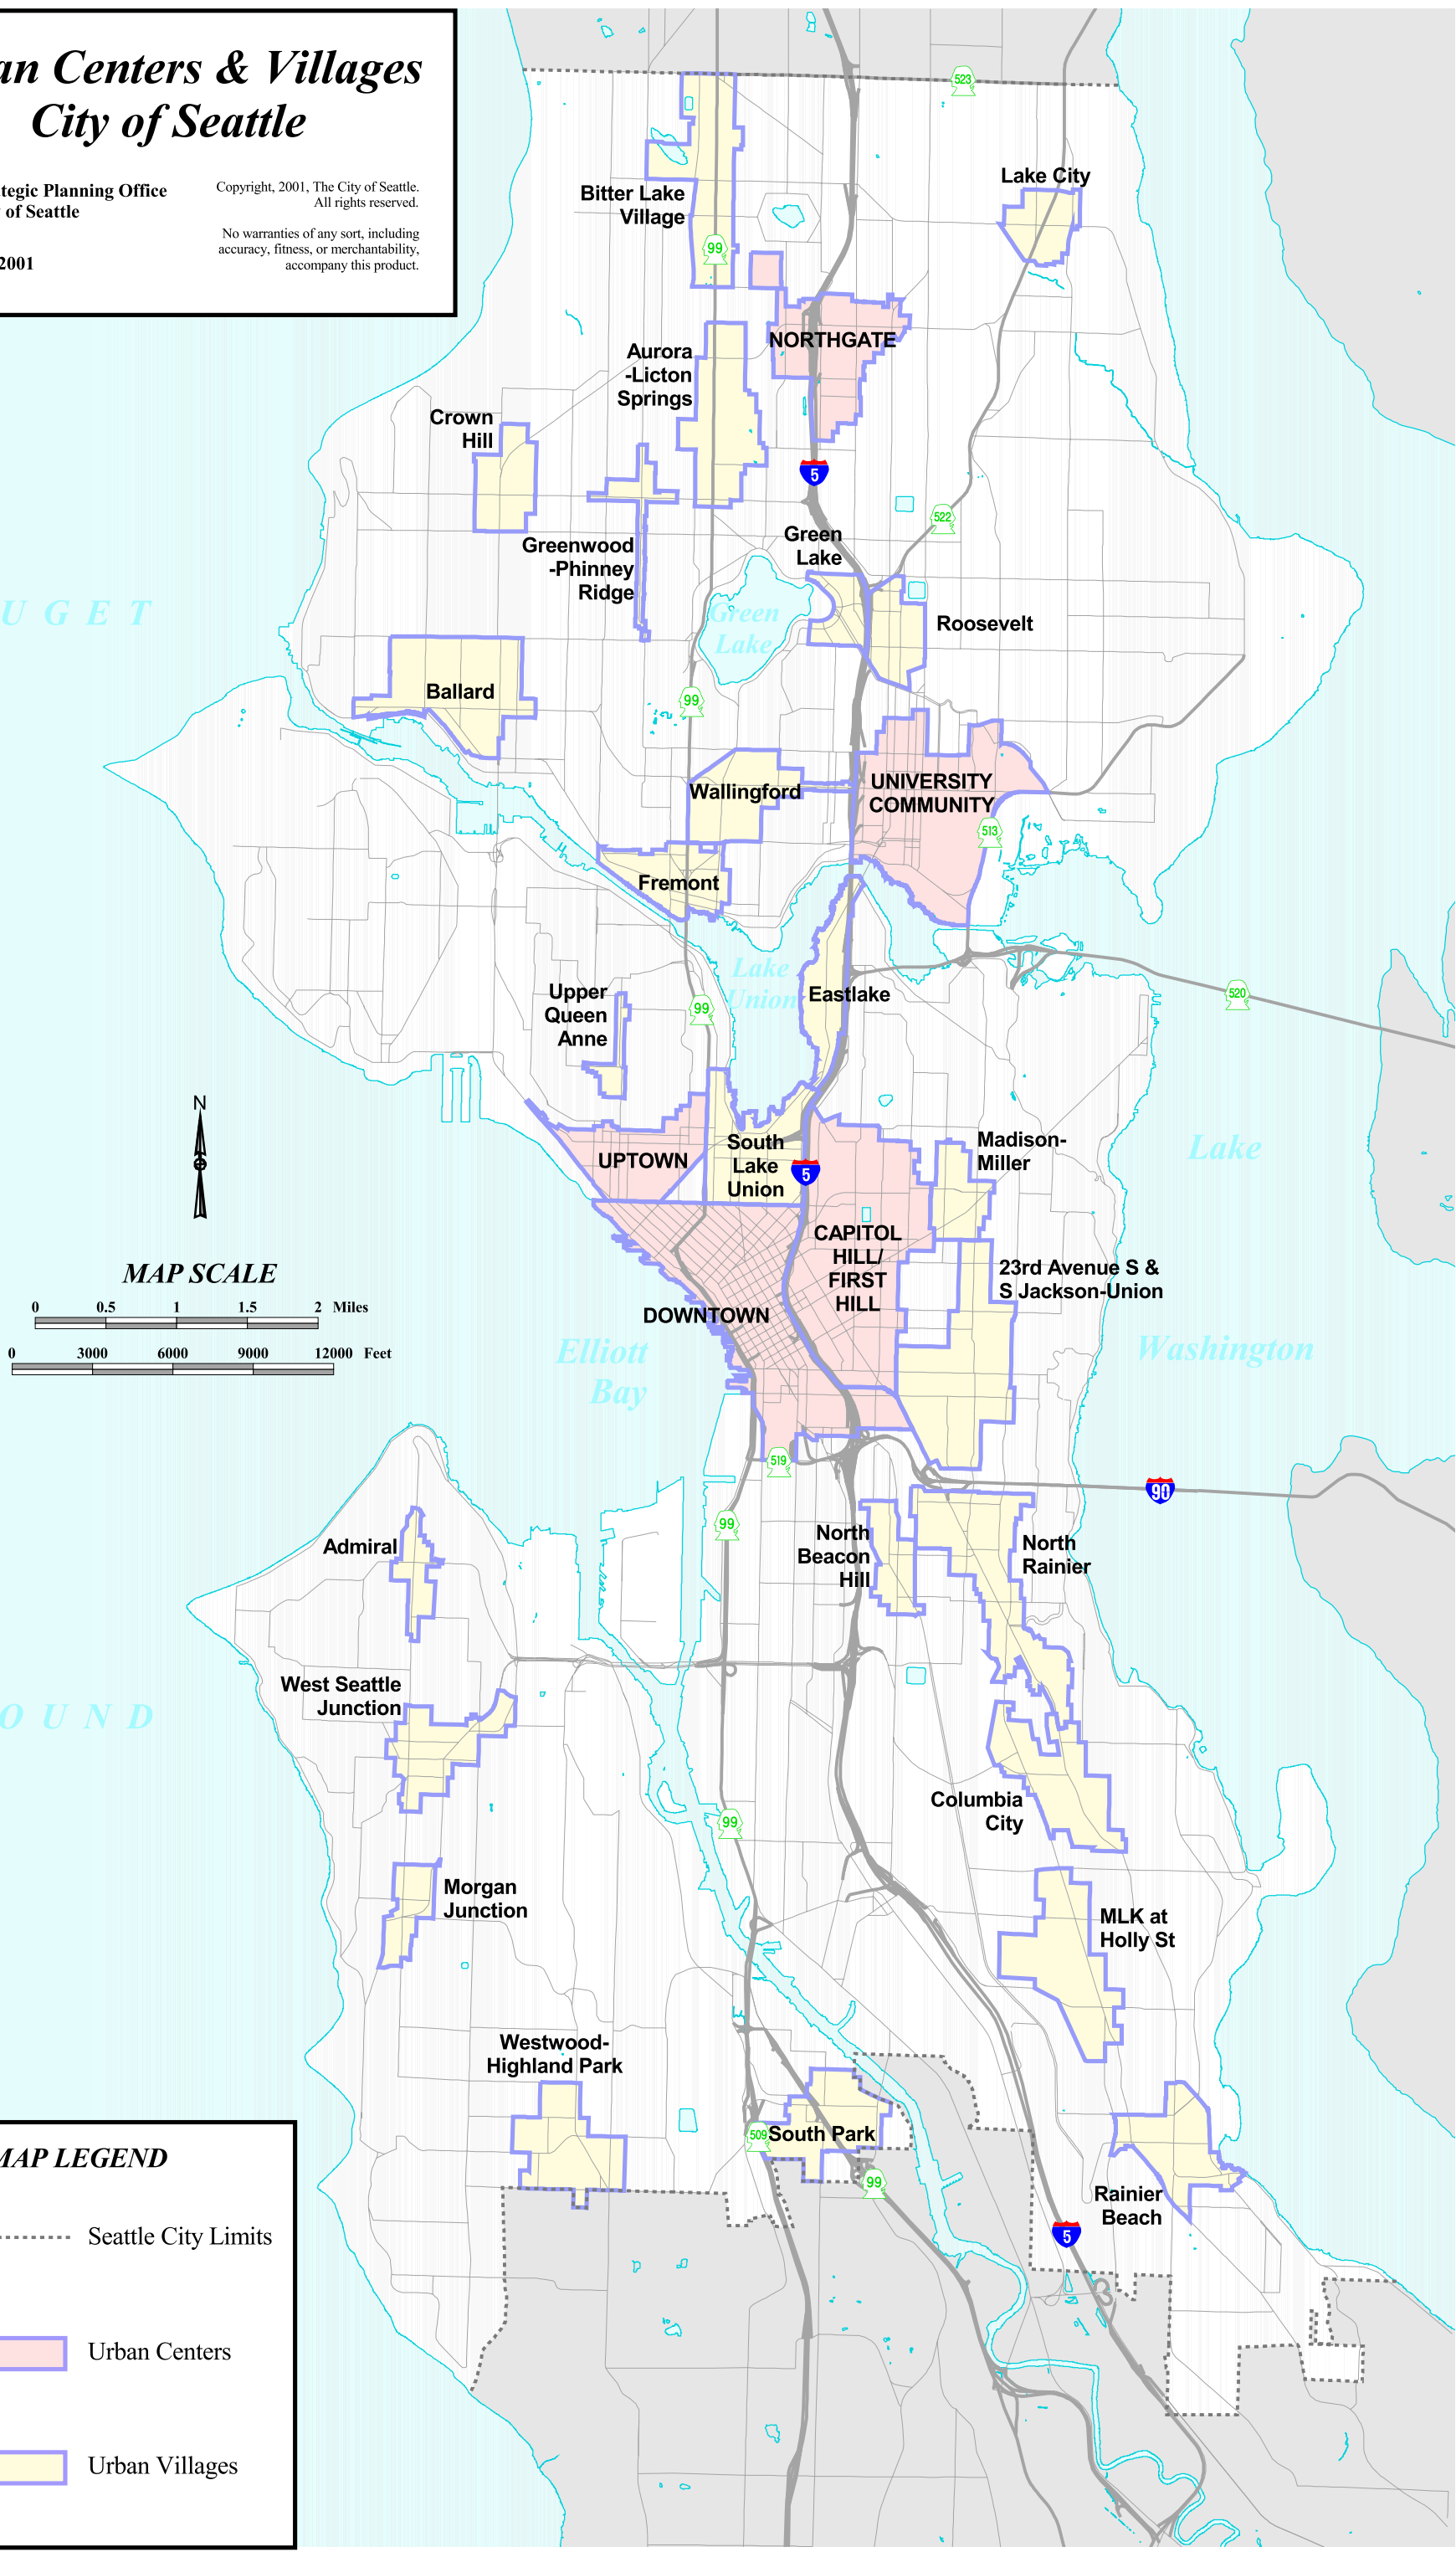 an Centers & Villages
City of Seattle
tegic Planning Office
of Seattle
2001
Copyright, 2001, The City of Seattle.
All rights reserved.
No warranties of any sort, including
accuracy, fitness, or merchantability,
accompany this product.
523
Lake City
Bitter Lake
Village
99
NORTHGATE
Aurora
-Licton
Springs
Crown
Hill
5
522
Green
Lake
Greenwood
-Phinney
Ridge
U G E T
Green
Lake
Roosevelt
Ballard
99
UNIVERSITY
COMMUNITY
Wallingford
513
Fremont
Lake
Union
Eastlake
520
Upper
Queen
Anne
99
N
South
Lake
Union
UPTOWN
5
Madison-
Miller
Lake
CAPITOL
HILL/
FIRST
HILL
23rd Avenue S &
S Jackson-Union
MAP SCALE
0 0.5 1 1.5 2 Miles
0 3000 6000 9000 12000 Feet
DOWNTOWN
Elliott
Bay
Washington
519
90
99
Admiral
North
Beacon
Hill
North
Rainier
West Seattle
Junction
O U N D
Columbia
City
99
Morgan
Junction
MLK at
Holly St
Westwood-
Highland Park
509
South Park
99
Rainier
Beach
5
MAP LEGEND
Seattle City Limits
Urban Centers
Urban Villages